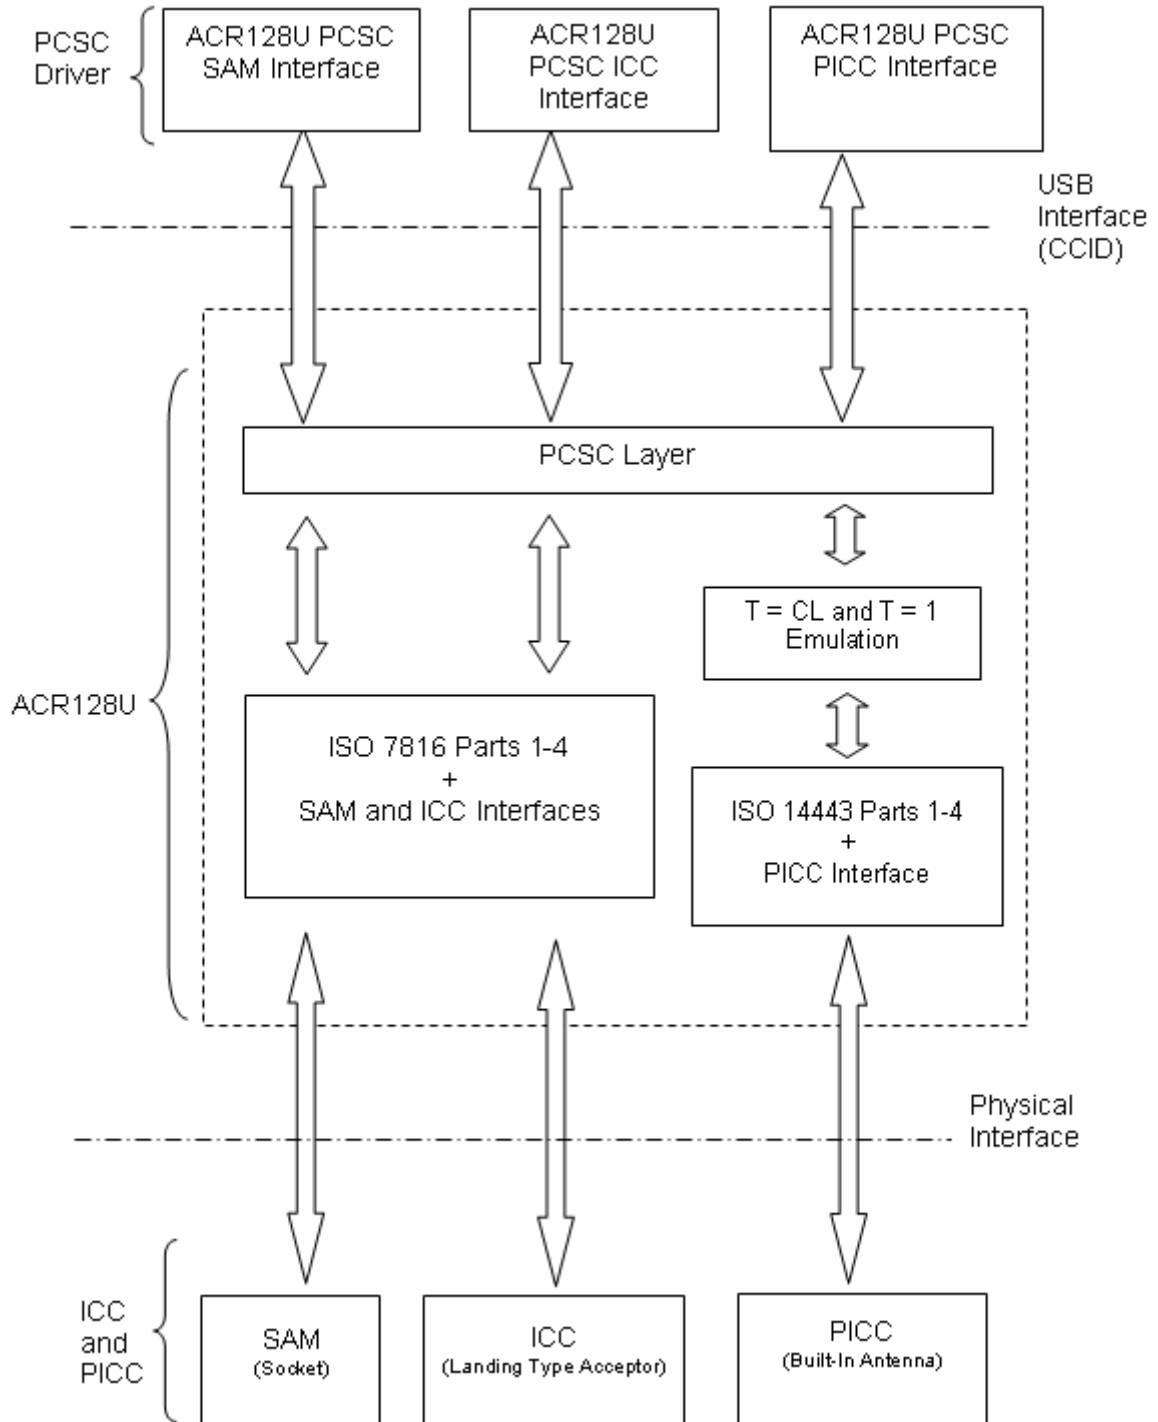 PCSC
Driver
ACR128U PCSC
SAM Interface
ACR128U
PCSC ICC
Interface
ACR128U PCSC
PICC Interface
USB
Interface
(CCID)
PCSC Layer
T = CL and T = 1
Emulation
ACR128U
ISO 7816 Parts 1-4
+
SAM and ICC Interfaces
ISO 14443 Parts 1-4
+
PICC Interface
Physical
Interface
ICC
and
PICC
SAM
(Socket)
ICC
(Landing Type Acceptor)
PICC
(Built-In Antenna)